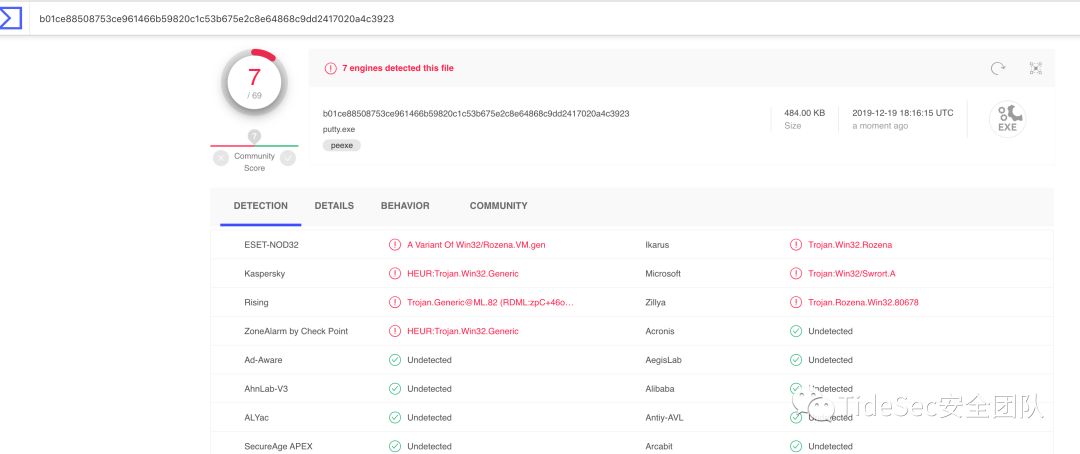 b01ce88508753ce961466b59820c1c53b675e2c8e64868c9dd2417020a4c3923
7
/ 69
7 engines detected this file
b01ce88508753ce961466b59820c1c53b675e2c8e64868c9dd2417020a4c3923
putty.exe
peexe
484.00 KB
Size
2019-12-19 18:16:15 UTC
a moment ago
EXE
?
Community
Score
DETECTION DETAILS BEHAVIOR COMMUNITY
ESET-NOD32 A Variant Of Win32/Rozena.VM.gen Ikarus Trojan.Win32.Rozena
Kaspersky HEUR:Trojan.Win32.Generic Microsoft Trojan:Win32/Swrort.A
Rising Trojan.Generic@ML.82 (RDML:zpC+46o... Zillya Trojan.Rozena.Win32.80678
ZoneAlarm by Check Point HEUR:Trojan.Win32.Generic Acronis Undetected
Ad-Aware Undetected AegisLab Undetected
AhnLab-V3 Undetected Alibaba Undetected
ALYac Undetected Antiy-AVL Undetected
SecureAge APEX Undetected Arcabit Undetected
TideSec安全团队